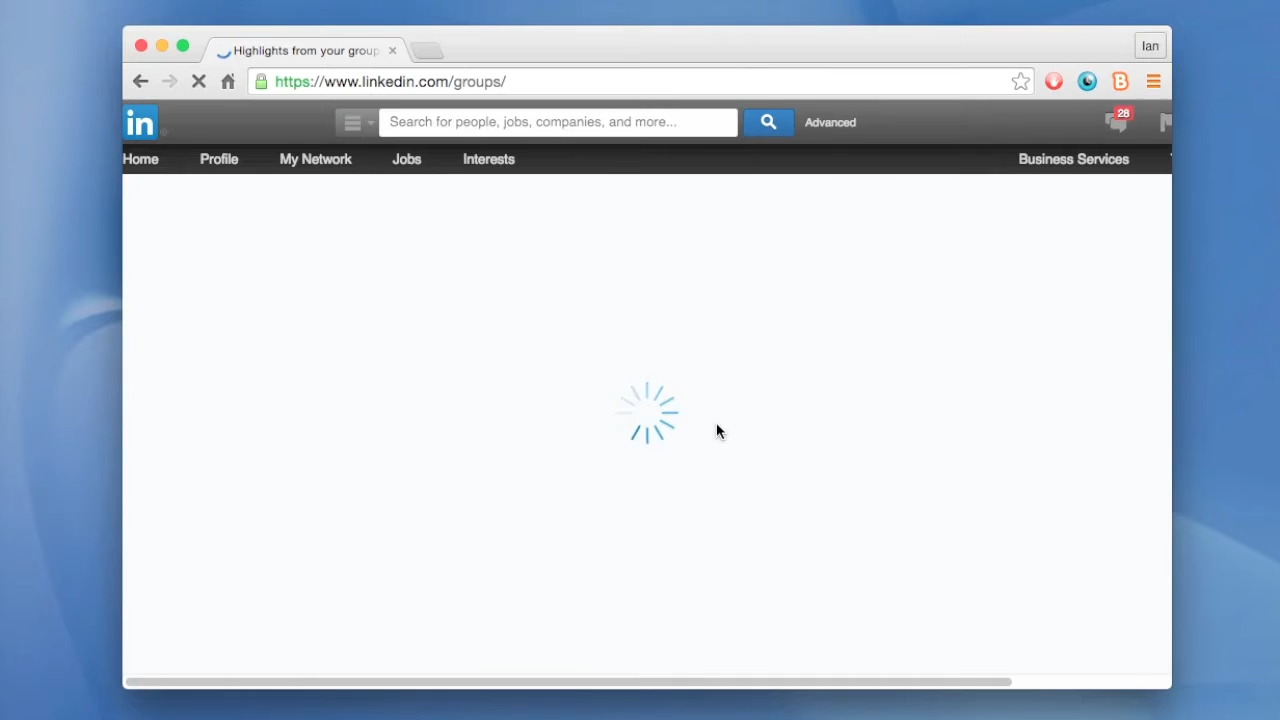 Highlights from your group
Ian
https://www.linkedin.com/groups/
in
Search for people, jobs, companies, and more...
Advanced
28
Home
Profile
My Network
Jobs
Interests
Business Services